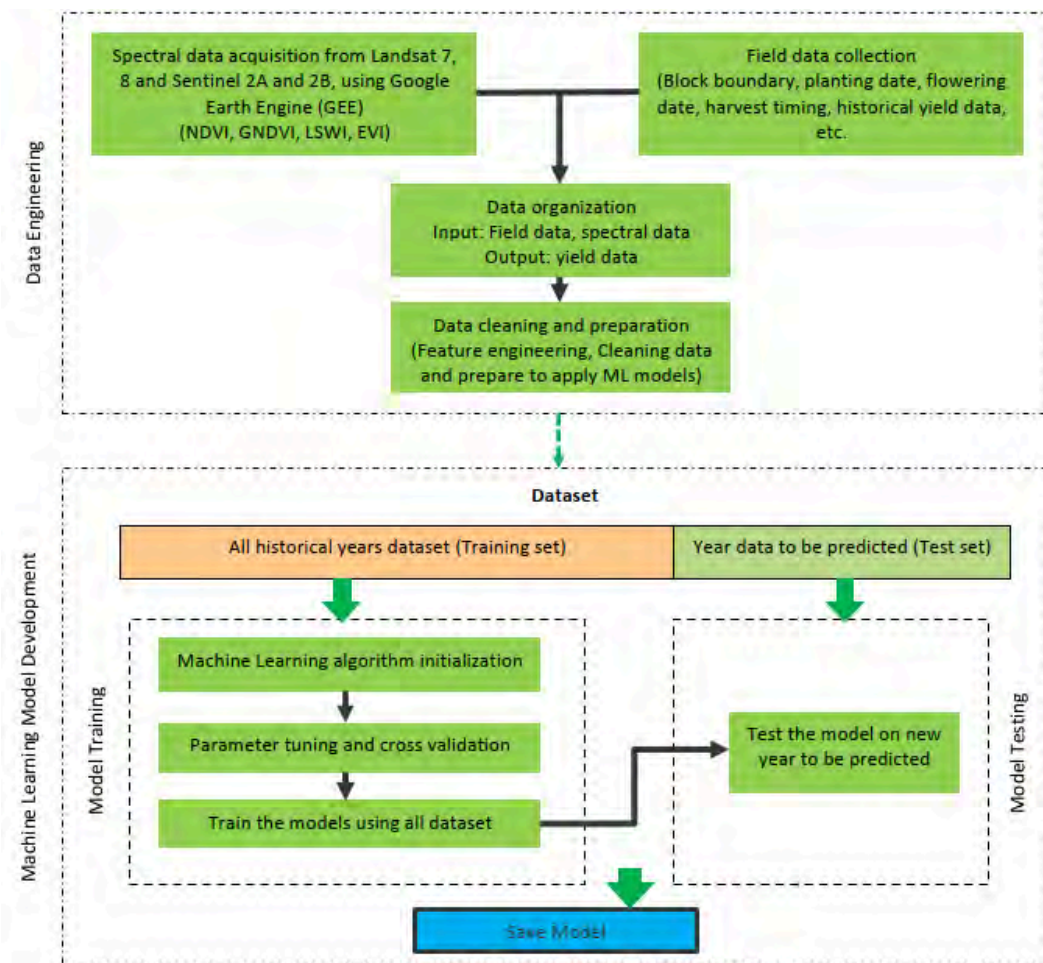 Data Engineering
Spectral data acquisition from Landsat 7,
8 and Sentinel 2A and 2B, using Google
Earth Engine (GEE)
(NDVI, GNDVI, LSWI, EVI)
Field data collection
(Block boundary, planting date, flowering
date, harvest timing, historical yield data,
etc.
Data organization
Input: Field data, spectral data
Output: yield data
Data cleaning and preparation
(Feature engineering, Cleaning data
and prepare to apply ML models)
Machine Learning Model Development
Dataset
All historical years dataset (Training set)
Year data to be predicted (Test set)
Model Training
Machine Learning algorithm initialization
Parameter tuning and cross validation
Train the models using all dataset
Test the model on new
year to be predicted
Model Testing
Save Model